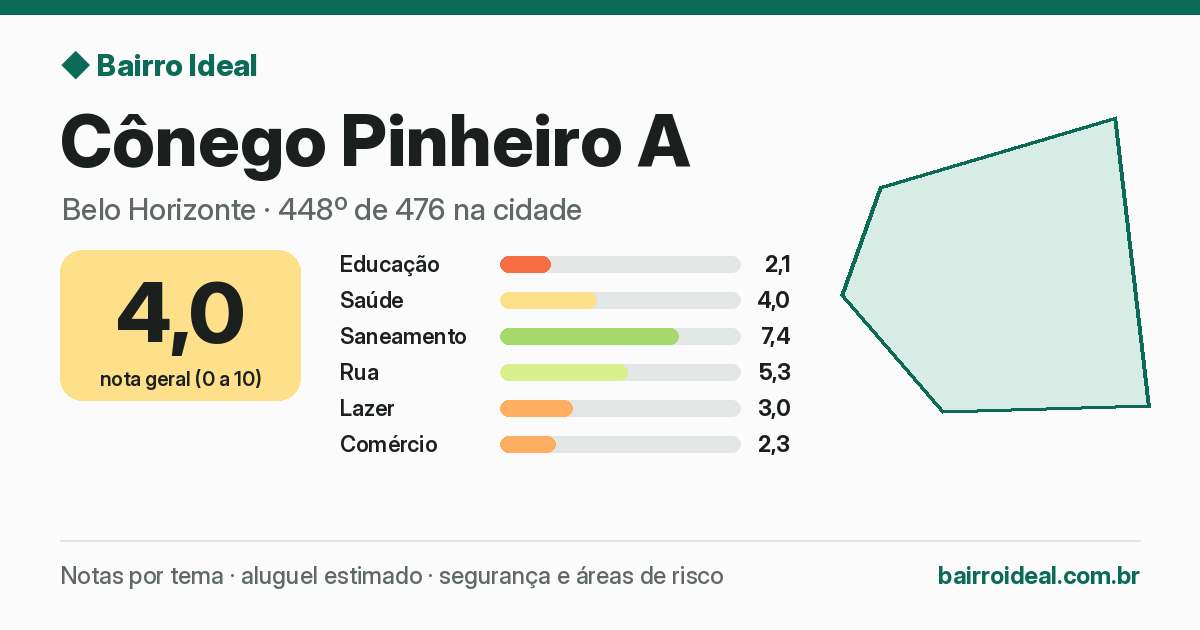 Bairro Ideal
Cônego Pinheiro A
Belo Horizonte · 448º de 476 na cidade
4,0
nota geral (0 a 10)
Educação 2,1
Saúde 4,0
Saneamento 7,4
Rua 5,3
Lazer 3,0
Comércio 2,3
Notas por tema · aluguel estimado · segurança e áreas de risco
bairroideal.com.br